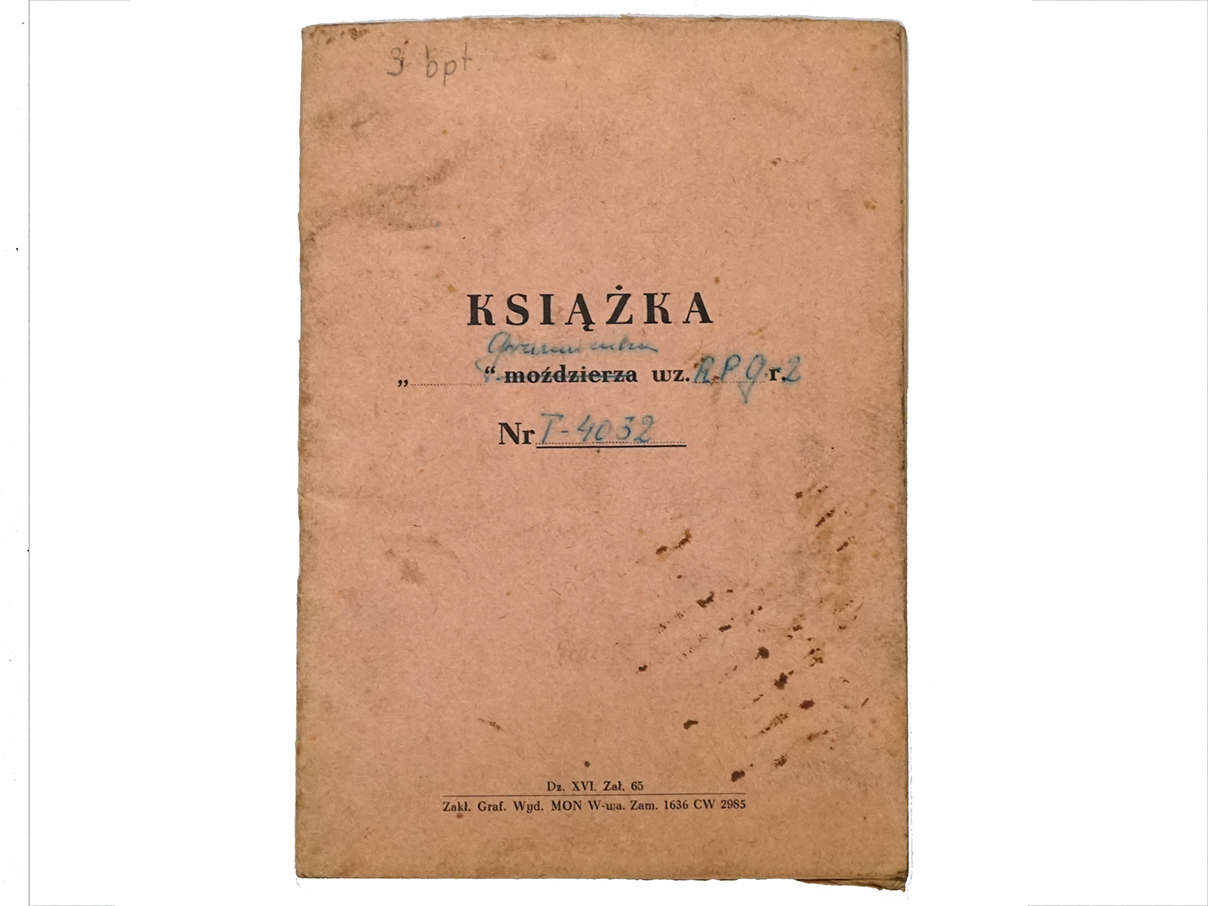 3 bpt.
KSIĄŻKA
Granatnika
„ “ moździerza wz. RPG r. 2
Nr T-4032
Dz. XVI. Zał. 65
Zakł. Graf. Wyd. MON W-wa. Zam. 1636 CW 2985